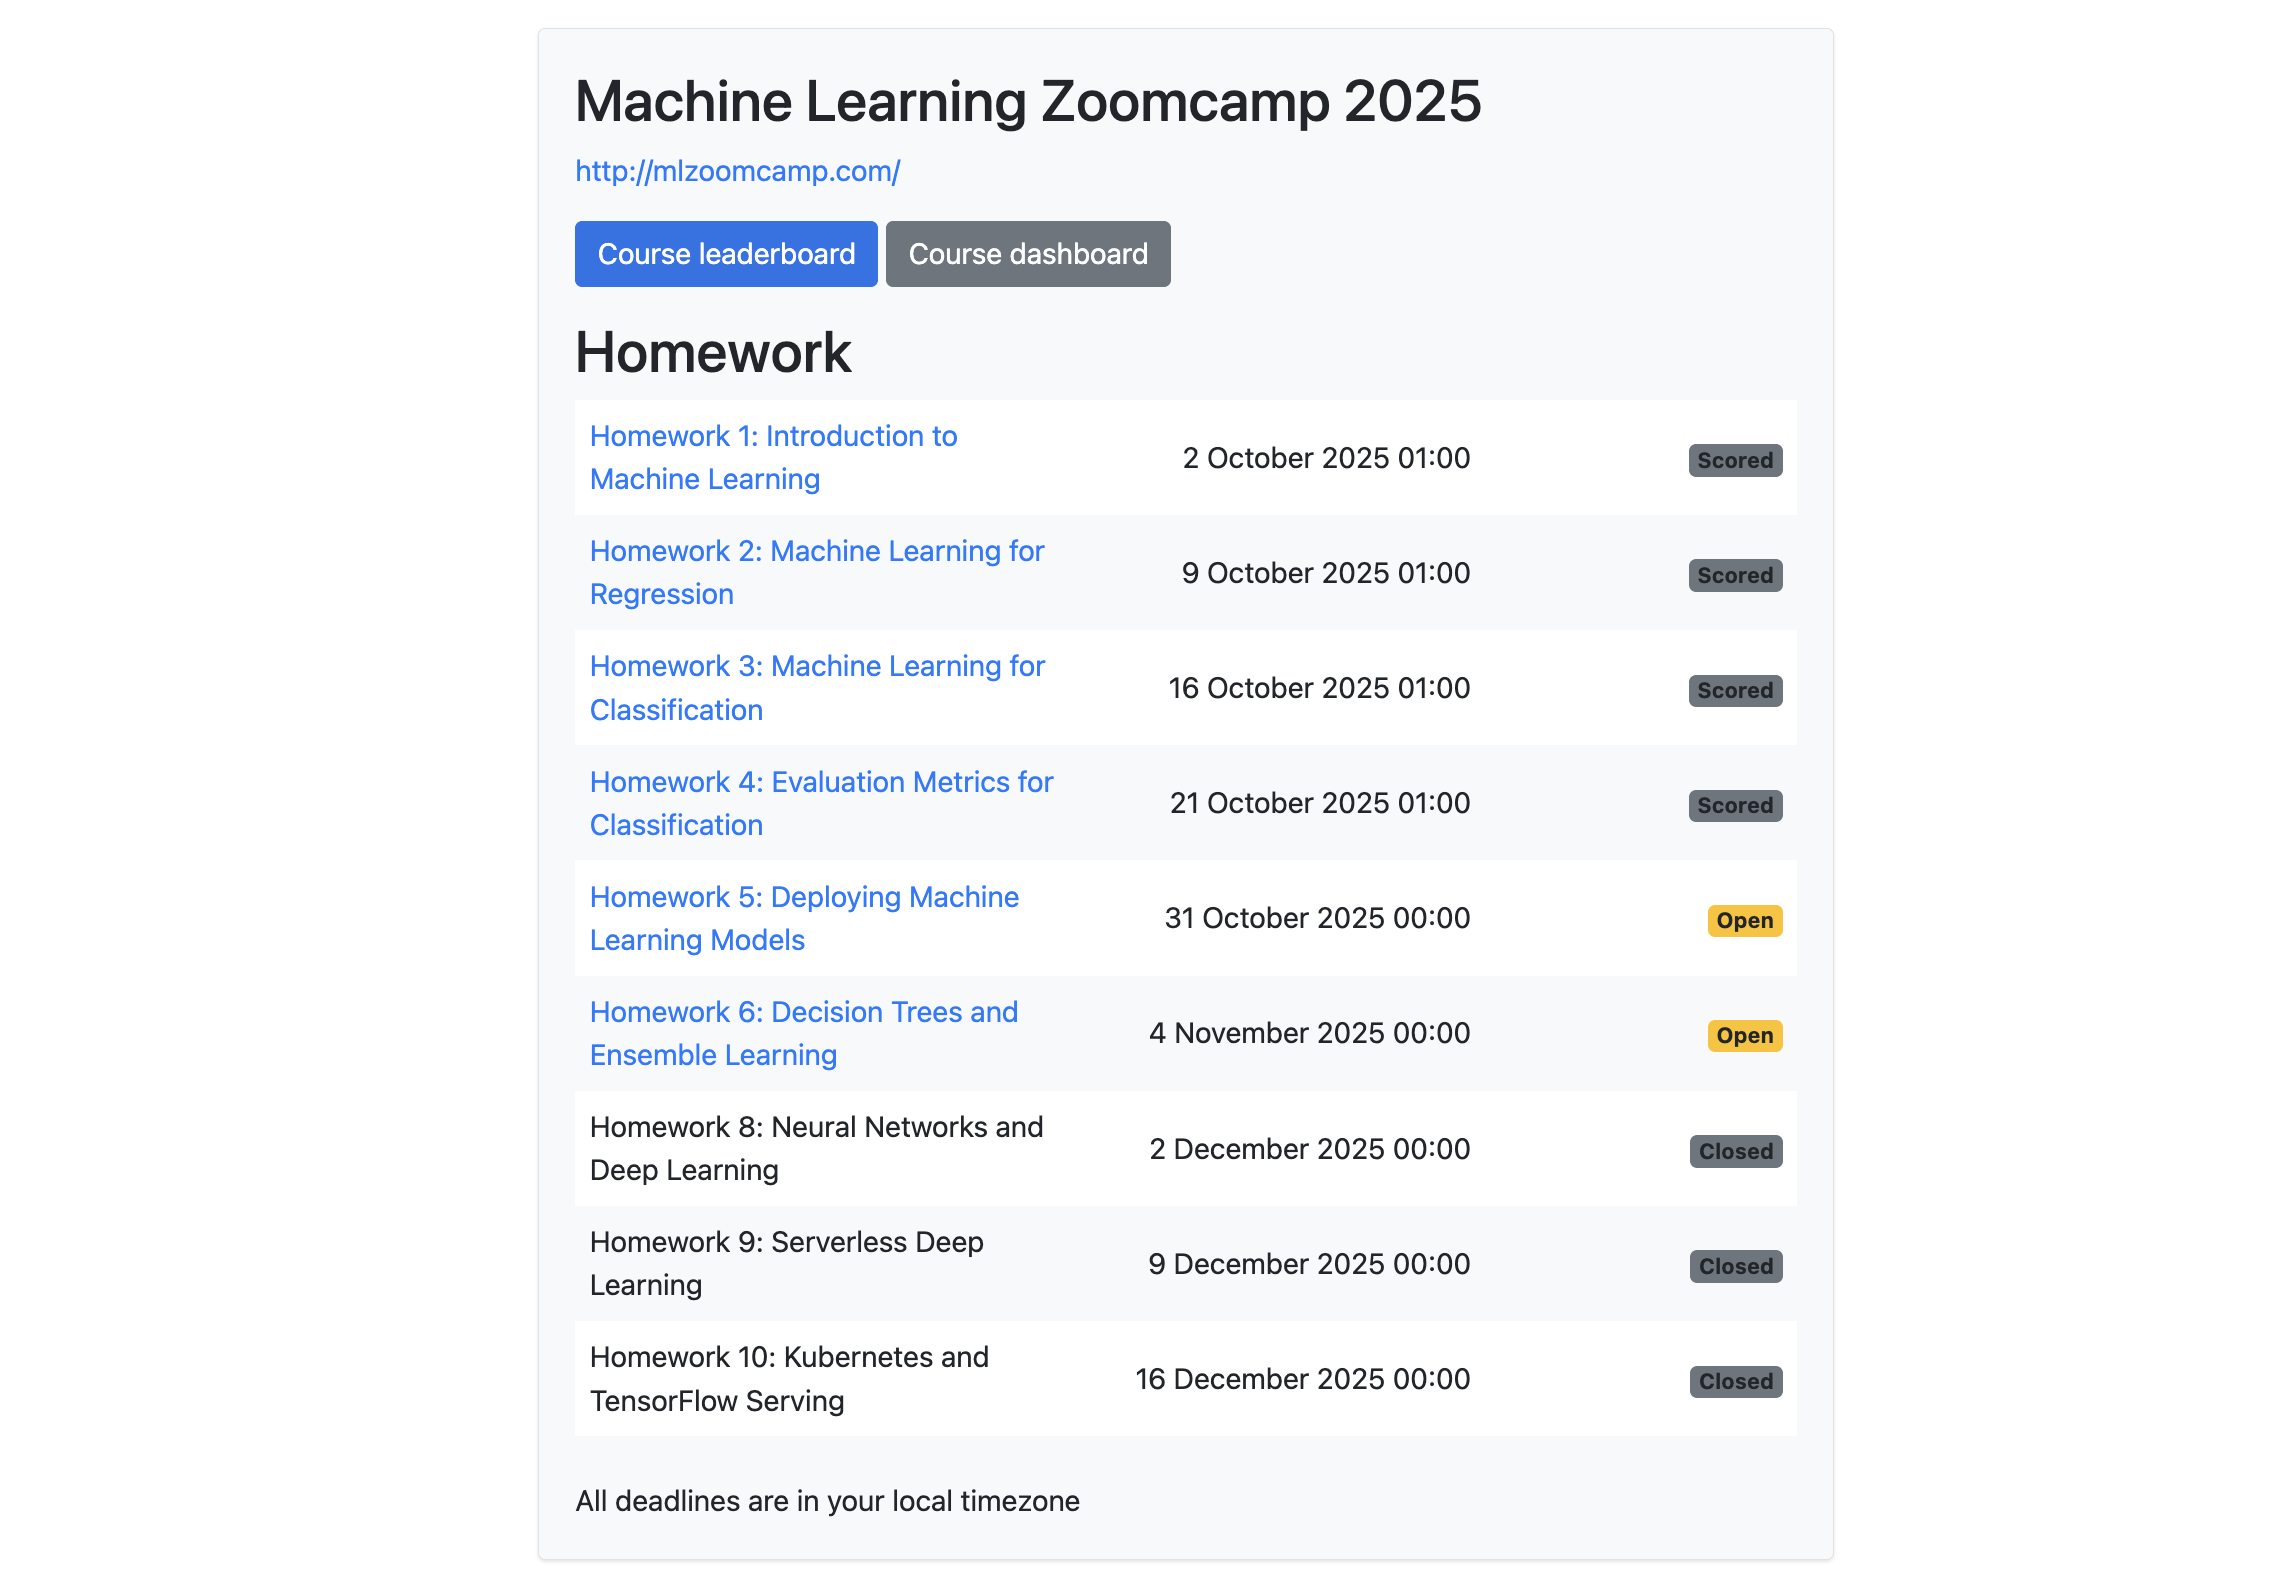 Machine Learning Zoomcamp 2025
http://mlzoomcamp.com/
Course leaderboard
Course dashboard
Homework
Homework 1: Introduction to
Machine Learning
2 October 2025 01:00
Scored
Homework 2: Machine Learning for
Regression
9 October 2025 01:00
Scored
Homework 3: Machine Learning for
Classification
16 October 2025 01:00
Scored
Homework 4: Evaluation Metrics for
Classification
21 October 2025 01:00
Scored
Homework 5: Deploying Machine
Learning Models
31 October 2025 00:00
Open
Homework 6: Decision Trees and
Ensemble Learning
4 November 2025 00:00
Open
Homework 8: Neural Networks and
Deep Learning
2 December 2025 00:00
Closed
Homework 9: Serverless Deep
Learning
9 December 2025 00:00
Closed
Homework 10: Kubernetes and
TensorFlow Serving
16 December 2025 00:00
Closed
All deadlines are in your local timezone